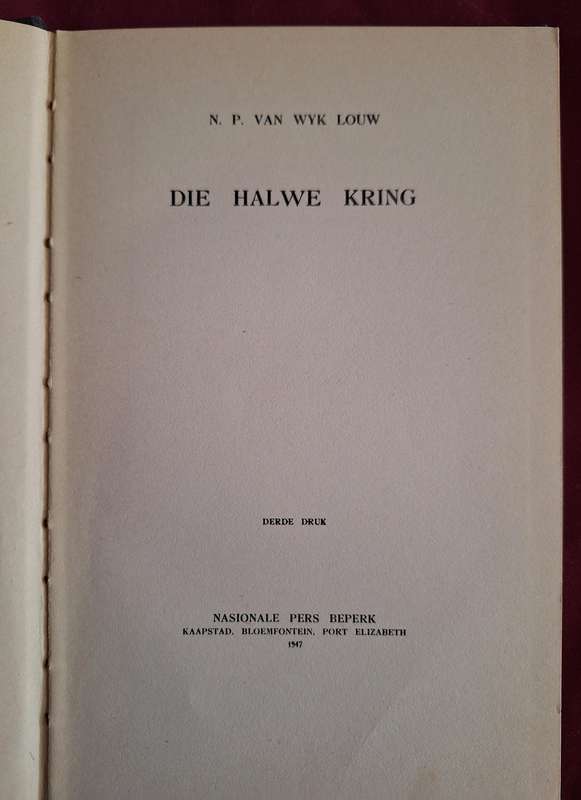 N. P. VAN WYK LOUW
DIE HALWE KRING
DERDE DRUK
NASIONALE PERS BEPERK
KAAPSTAD, BLOEMFONTEIN, PORT ELIZABETH
1947